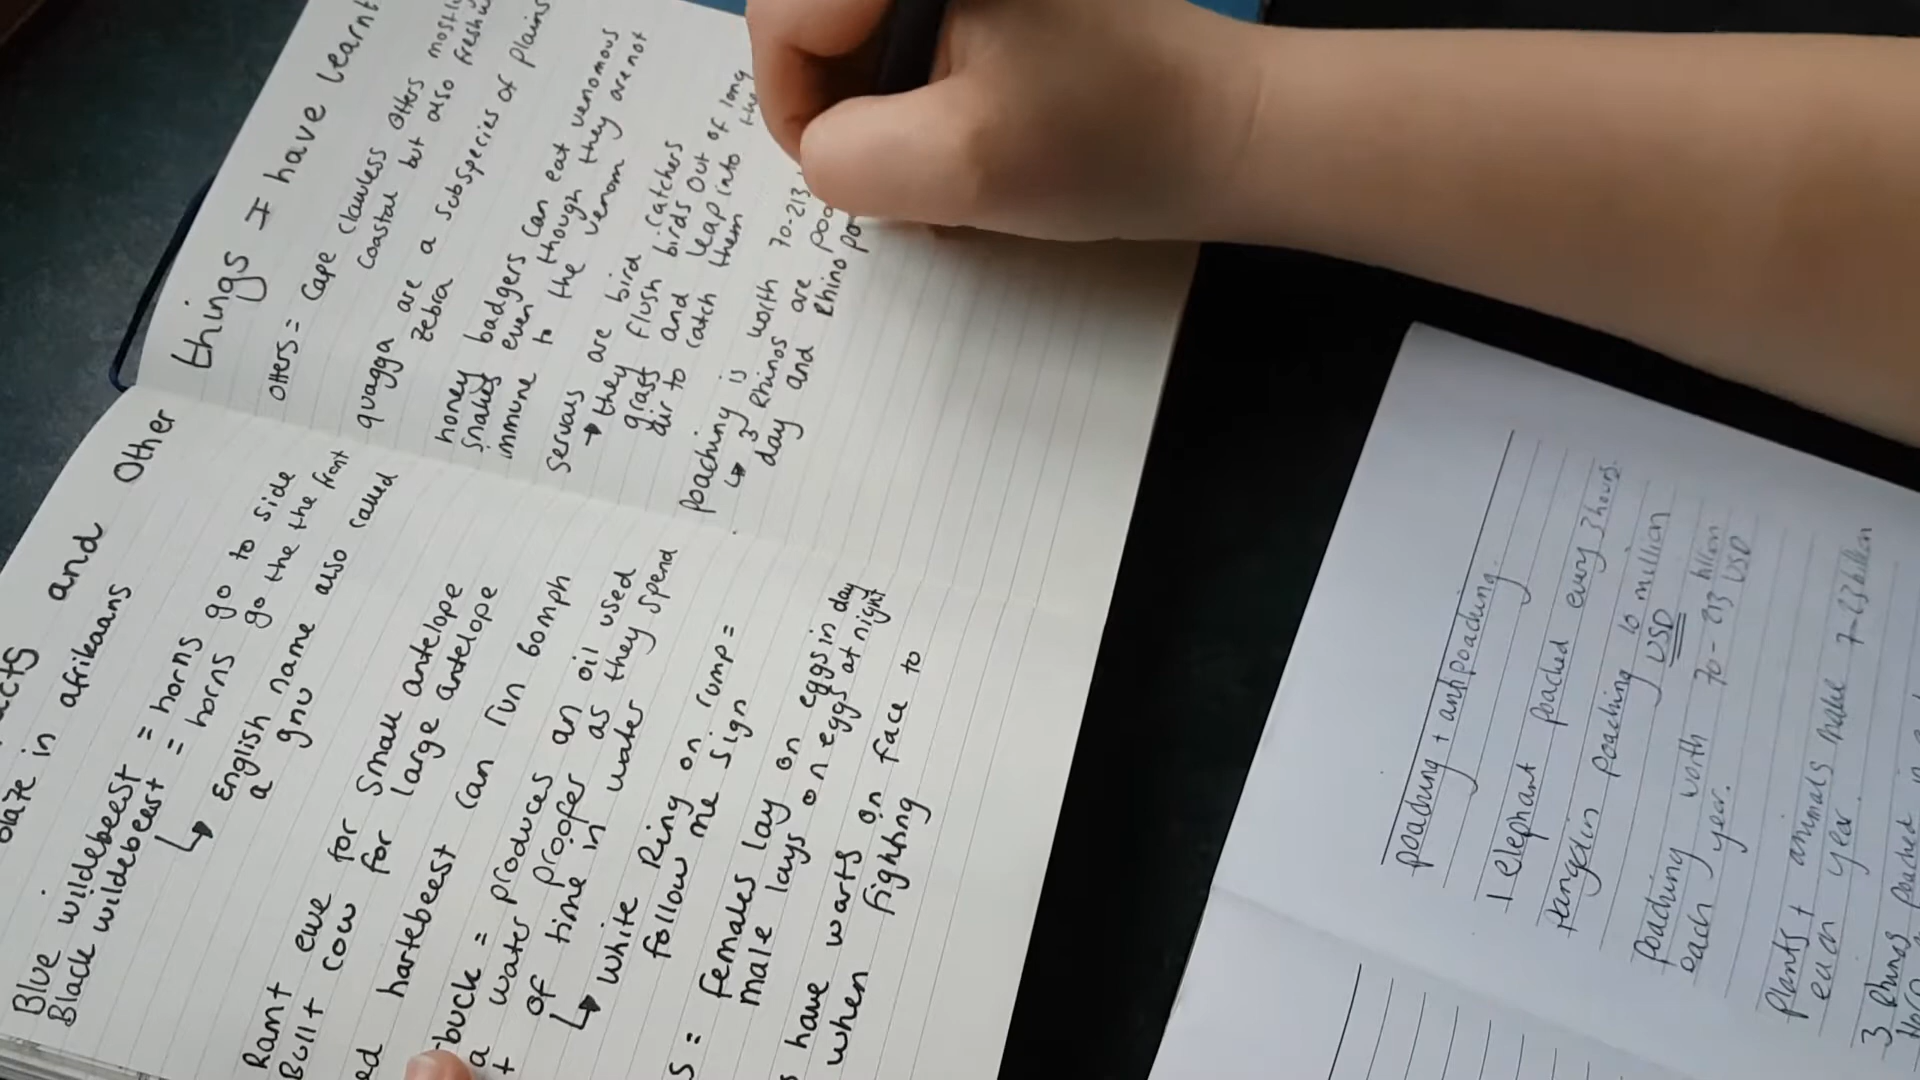 acts and Other things I have learnt
blaze in afrikaans
Blue wildebeest = horns go to side
Black wildebeest = horns go the the front
↳ English name also called
a gnu
Ram + ewe for small antelope
Bull + cow for large antelope
ed hartebeest can run 60mph
buck = produces an oil used
a water proofer as they spend
+ of time in water
↳ White Ring on rump =
follow me sign
s = females lay on eggs in day
male lays on eggs at night
s have warts on face to
when fighting
Otters = Cape clawless Otters mostly
coastal but also freshw
quagga are a subspecies of plains
zebra
honey badgers can eat venomous
snakes even though they are not
immune to the venom
Servals are bird catchers
→ they flush birds out of long
grass and leap into the
air to catch them
Poaching is worth 70-213
↳ 3 Rhinos are poa
day and Rhino po
poaching + antipoaching.
1 elephant poached every 3 hours.
Pangolin poaching 10 million
USD
Poaching worth 70 - 213 billion
each year. USD
Plants + animals make 7-23 billion
each year.
3 Rhinos poached in a